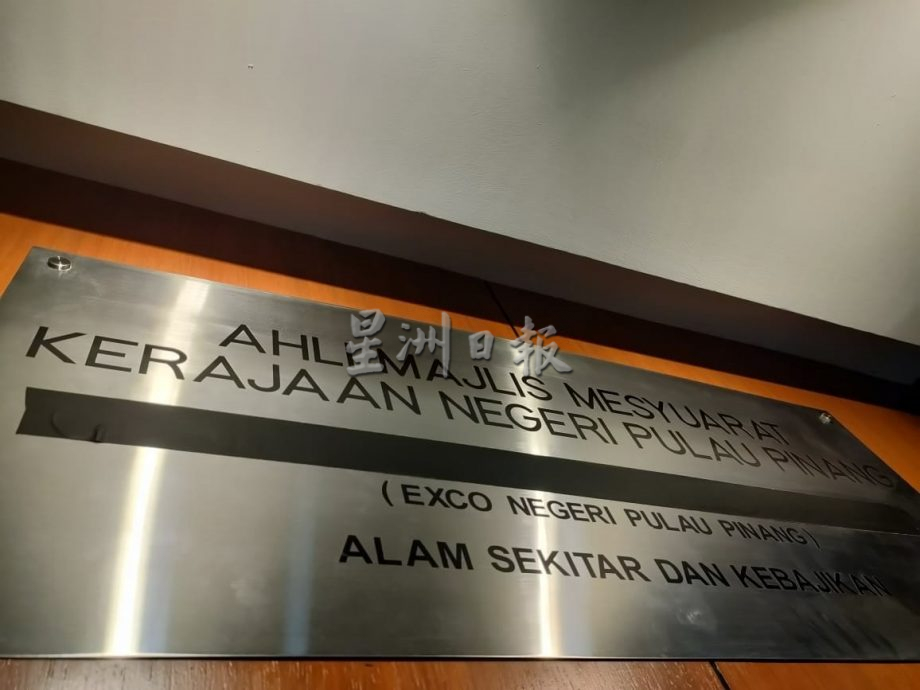 AHLI MAJLIS MESYUARAT
KERAJAAN NEGERI PULAU PINANG
(EXCO NEGERI PULAU PINANG)
ALAM SEKITAR DAN KEBAJIKAN
星洲日報